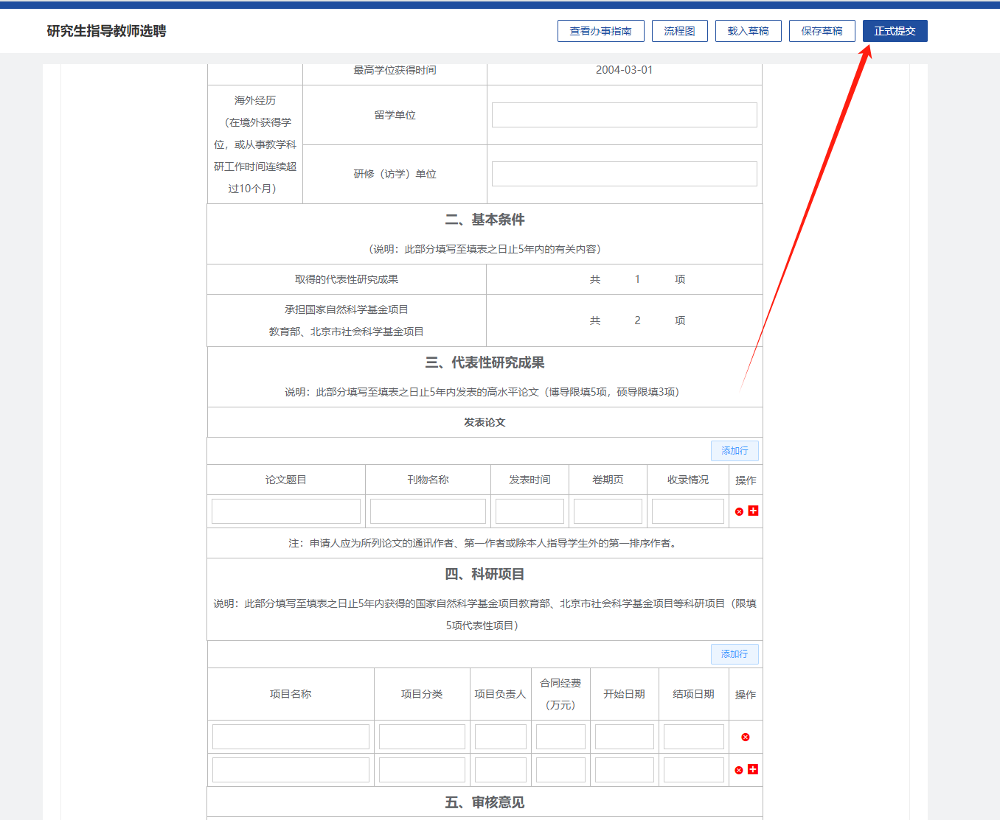 研究生指导教师选聘
查看办事指南 流程图 载入草稿 保存草稿 正式提交
最高学位获得时间 2004-03-01
海外经历
（在境外获得学
位，或从事教学科
研工作时间连续超
过10个月）
留学单位
研修（访学）单位
二、基本条件
（说明：此部分填写至填表之日止5年内的有关内容）
取得的代表性研究成果 共 1 项
承担国家自然科学基金项目
教育部、北京市社会科学基金项目
共 2 项
三、代表性研究成果
说明：此部分填写至填表之日止5年内发表的高水平论文（博导限填5项，硕导限填3项）
发表论文
添加行
论文题目 刊物名称 发表时间 卷期页 收录情况 操作
注：申请人应为所列论文的通讯作者、第一作者或除本人指导学生外的第一排序作者。
四、科研项目
说明：此部分填写至填表之日止5年内获得的国家自然科学基金项目教育部、北京市社会科学基金项目等科研项目（限填
5项代表性项目）
添加行
项目名称 项目分类 项目负责人 合同经费
（万元）
开始日期 结项日期 操作
五、审核意见